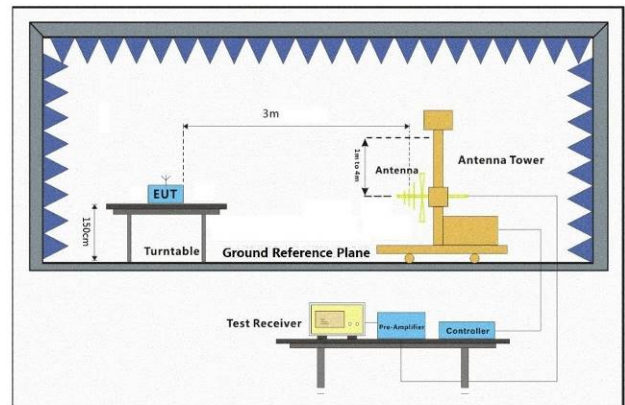 3m
1m to 4m
Antenna
Antenna Tower
EUT
150cm
Turntable
Ground Reference Plane
Test Receiver
Pre-Amplifier
Controller